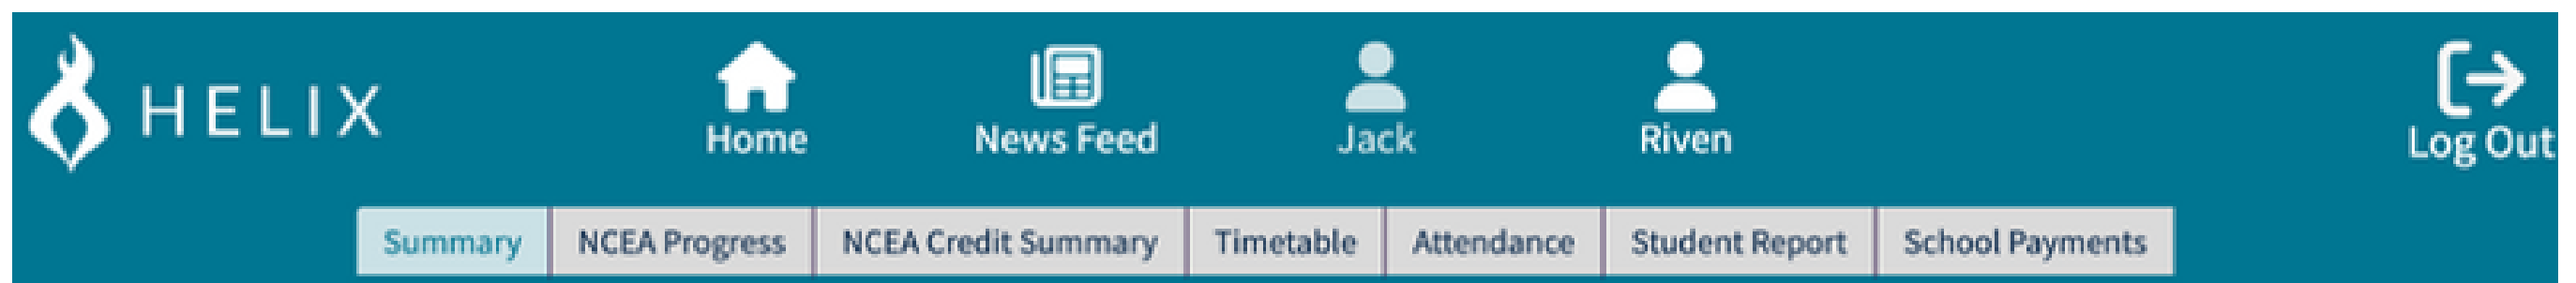 HELIX
Home News Feed Jack Riven Log Out
Summary NCEA Progress NCEA Credit Summary Timetable Attendance Student Report School Payments